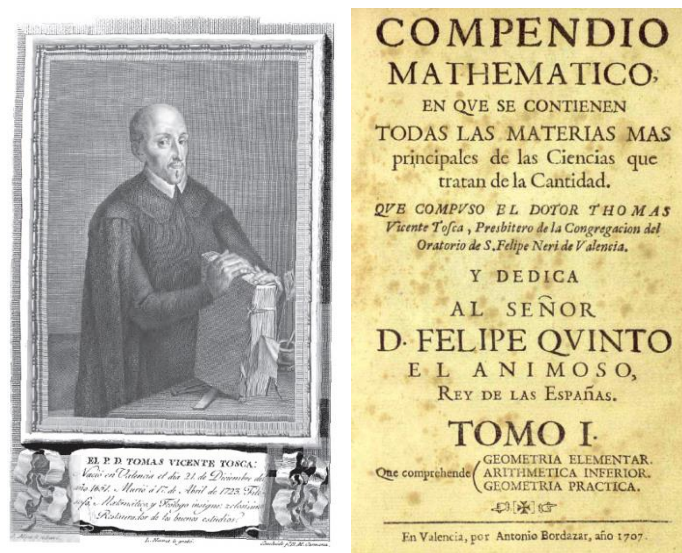 EL P. D. TOMAS VICENTE TOSCA:
Nació en Valencia el dia 21 de Diciembre del
año 1651. Murió á 17 de Abril de 1723. Filó-
sofo, Matemático y Teólogo insigne: zelosísimo
Restaurador de los buenos estudios.
COMPENDIO
MATHEMATICO,
EN QVE SE CONTIENEN
TODAS LAS MATERIAS MAS
principales de las Ciencias que
tratan de la Cantidad.
QVE COMPVSO EL DOTOR THOMAS
Vicente Tosca, Presbitero de la Congregacion del
Oratorio de S. Felipe Neri de Valencia.
Y DEDICA
AL SEÑOR
D. FELIPE QVINTO
EL ANIMOSO,
REY DE LAS ESPAÑAS.
TOMO I.
Que comprehende
GEOMETRIA ELEMENTAR.
ARITHMETICA INFERIOR.
GEOMETRIA PRACTICA.
En Valencia, por Antonio Bordazar, año 1707.